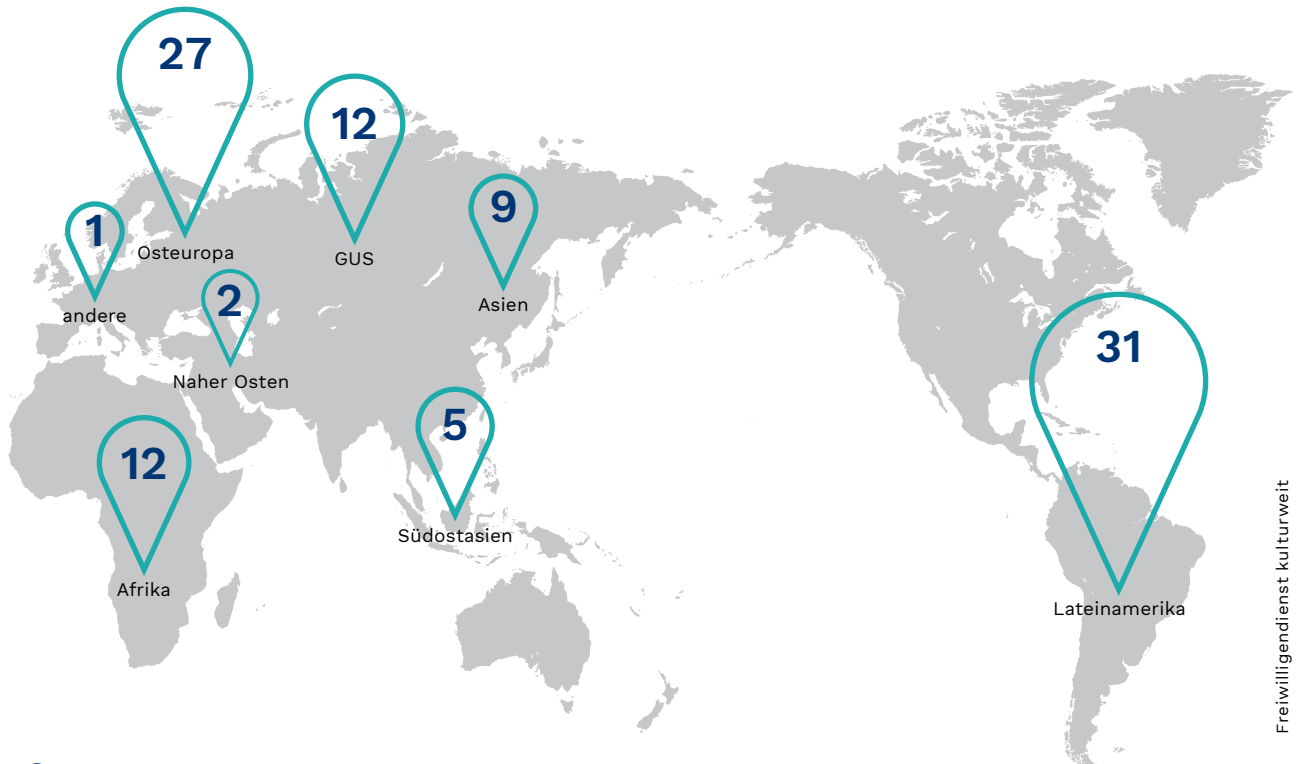 27
Osteuropa
12
GUS
9
Asien
1
andere
2
Naher Osten
31
Lateinamerika
5
Südostasien
12
Afrika
Freiwilligendienst kulturweit